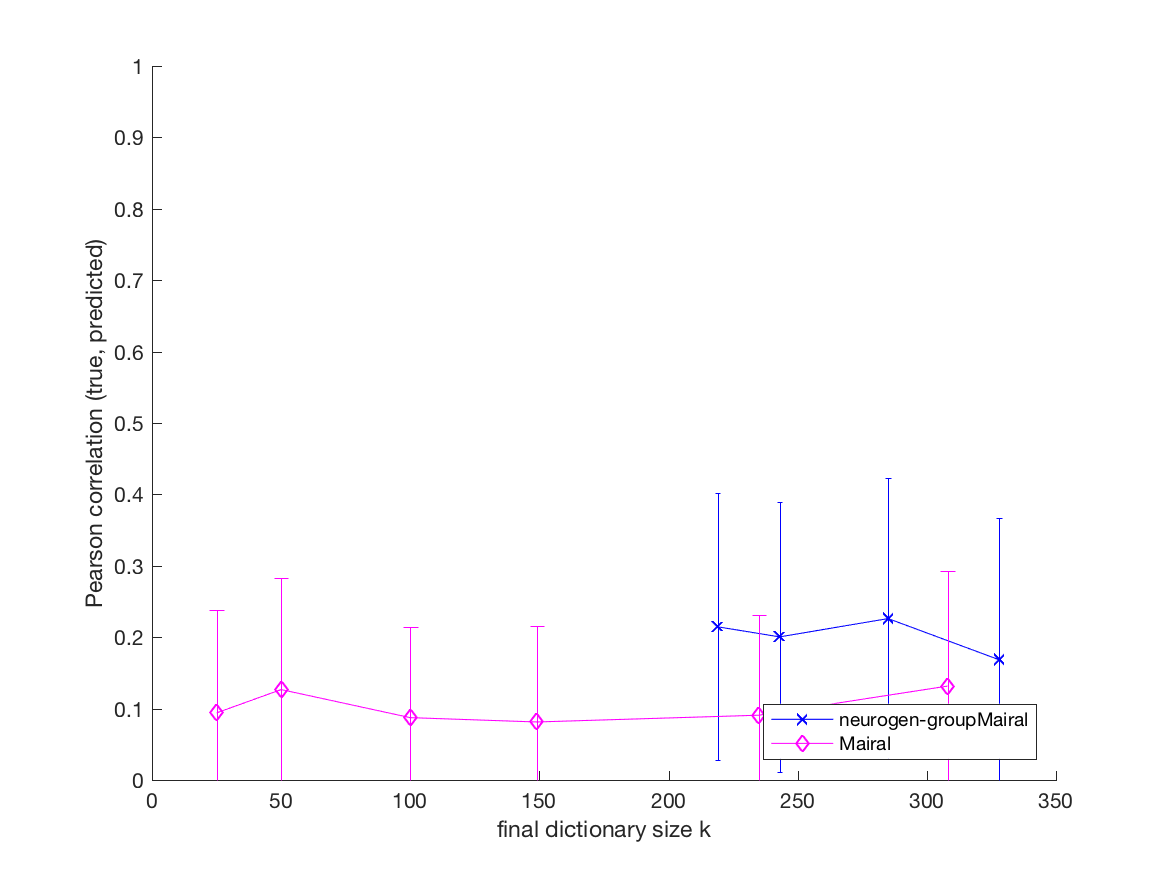 1
0.9
0.8
0.7
0.6
0.5
0.4
0.3
0.2
0.1
0
Pearson correlation (true, predicted)
neurogen-groupMairal
Mairal
0 50 100 150 200 250 300 350
final dictionary size k